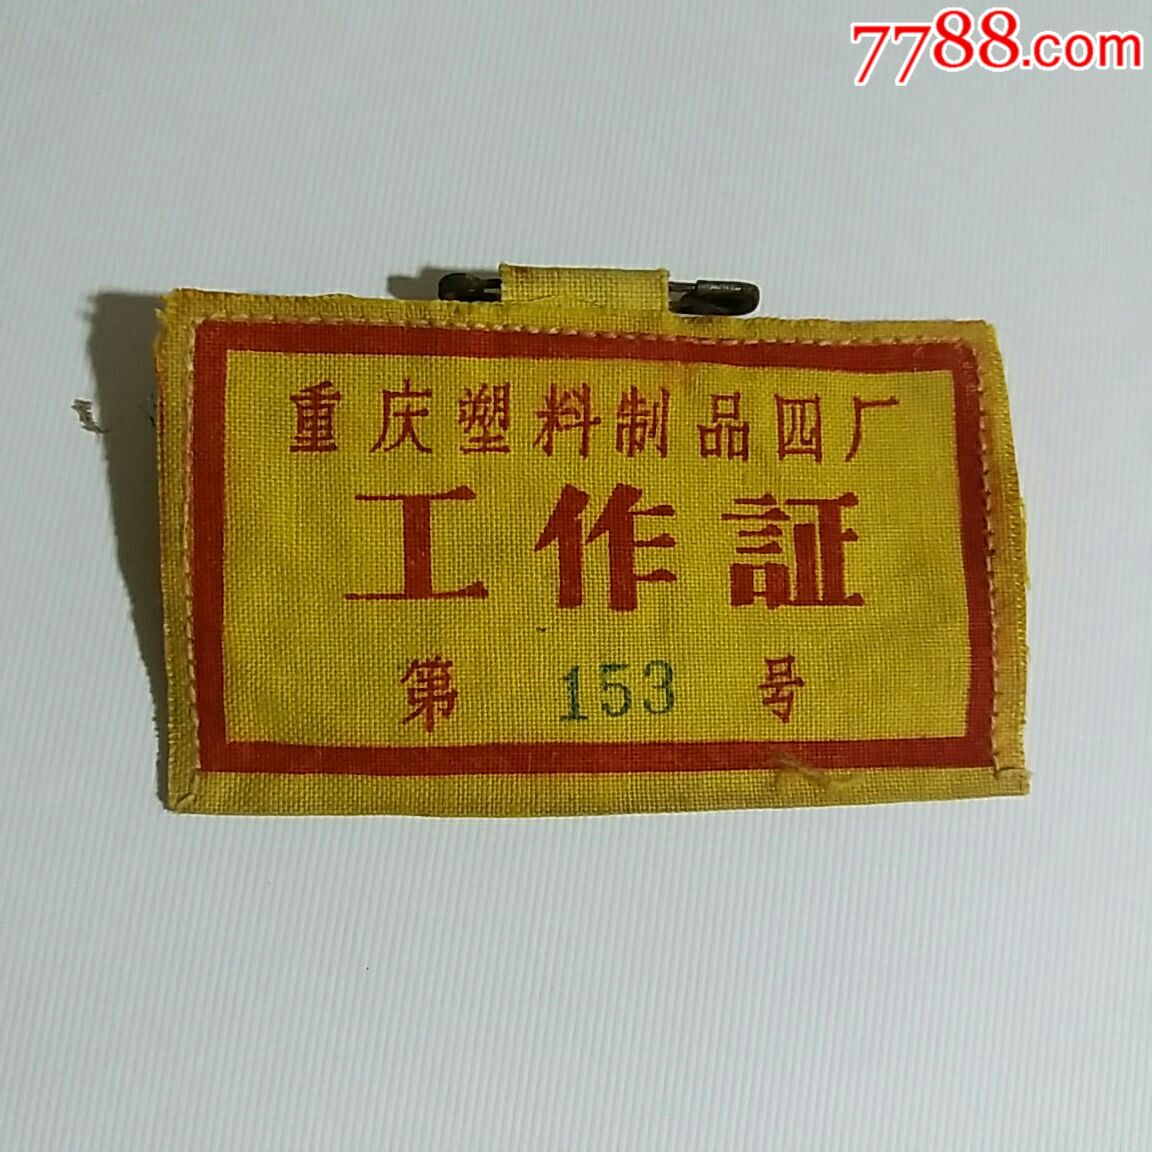 7788.com
重庆塑料制品四厂
工作証
第 153 号